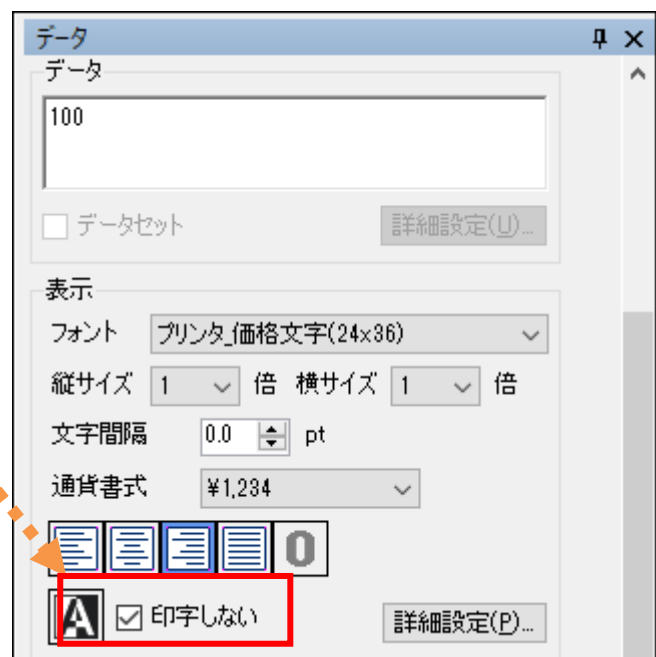 データ
データ
100
データセット 詳細設定(U)...
表示
フォント プリンタ_価格文字(24x36)
縦サイズ 1 倍 横サイズ 1 倍
文字間隔 0.0 pt
通貨書式 ¥1,234
0
A 印字しない 詳細設定(P)...